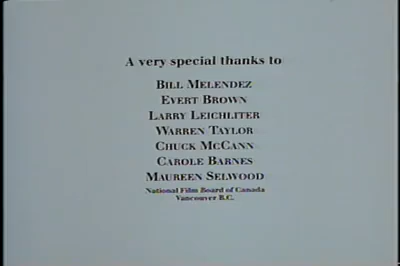 A very special thanks to
BILL MELENDEZ
EVERT BROWN
LARRY LEICHLITER
WARREN TAYLOR
CHUCK MCCANN
CAROLE BARNES
MAUREEN SELWOOD
National Film Board of Canada
Vancouver B.C.